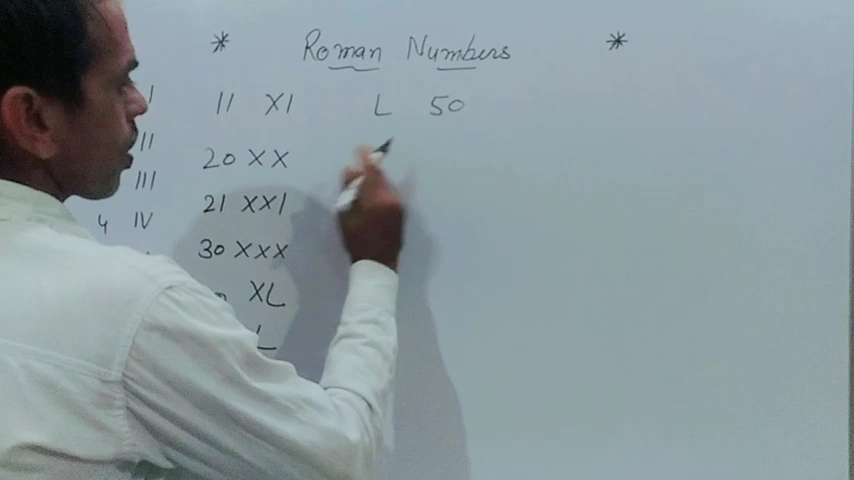 * Roman Numbers *
I 11 XI L 50
II 20 XX
III 21 XXI
4 IV 30 XXX
XL
L